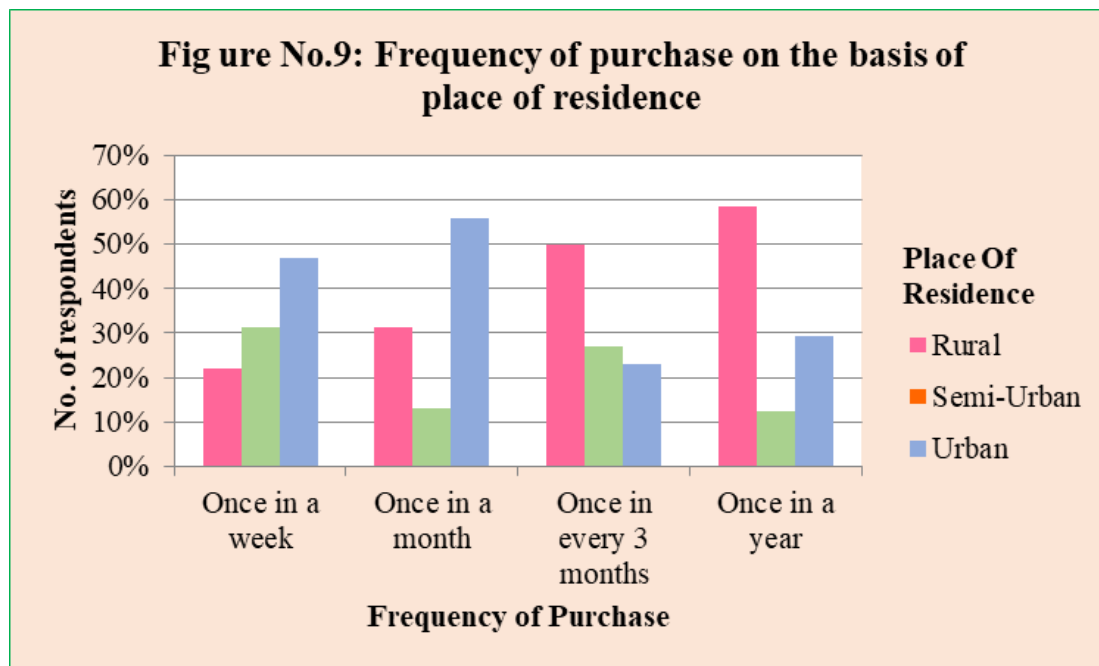 Fig ure No.9: Frequency of purchase on the basis of
place of residence
No. of respondents
70%
60%
50%
40%
30%
20%
10%
0%
Once in a
week
Once in a
month
Once in
every 3
months
Once in a
year
Frequency of Purchase
Place Of
Residence
Rural
Semi-Urban
Urban